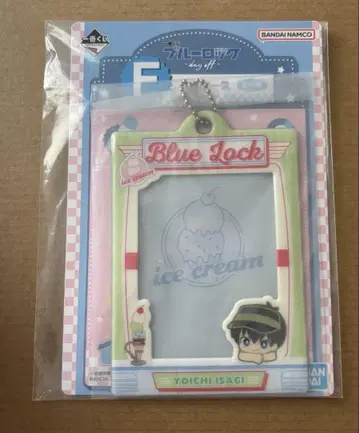 一番くじ
ブルーロック
BANDAI NAMCO
-day off-
F
Blue Lock
ice cream
ice cream
YOICHI ISAGI
BANDAI